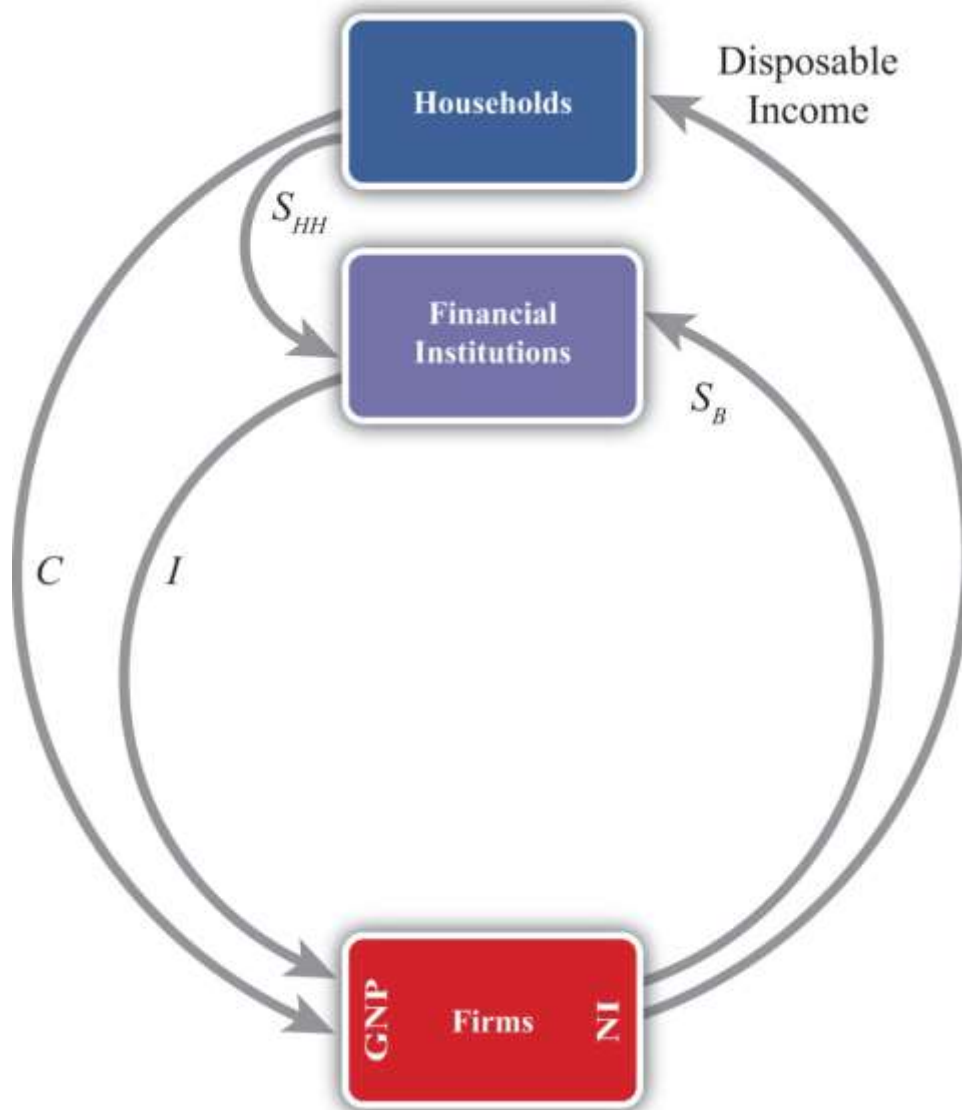 Households
Disposable
Income
S_HH
Financial
Institutions
S_B
C
I
GNP
Firms
NI